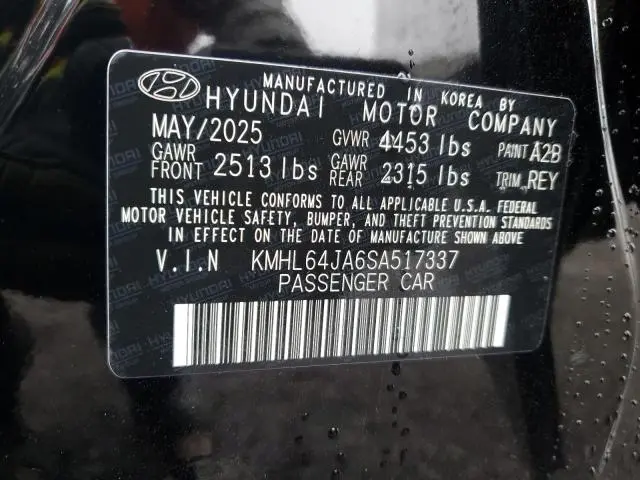 MANUFACTURED IN KOREA BY
HYUNDAI MOTOR COMPANY
MAY/2025 GVWR 4453 lbs PAINT A2B
GAWR FRONT 2513 lbs GAWR REAR 2315 lbs TRIM REY
THIS VEHICLE CONFORMS TO ALL APPLICABLE U.S.A. FEDERAL
MOTOR VEHICLE SAFETY, BUMPER, AND THEFT PREVENTION STANDARDS
IN EFFECT ON THE DATE OF MANUFACTURE SHOWN ABOVE
V.I.N KMHL64JA6SA517337
PASSENGER CAR